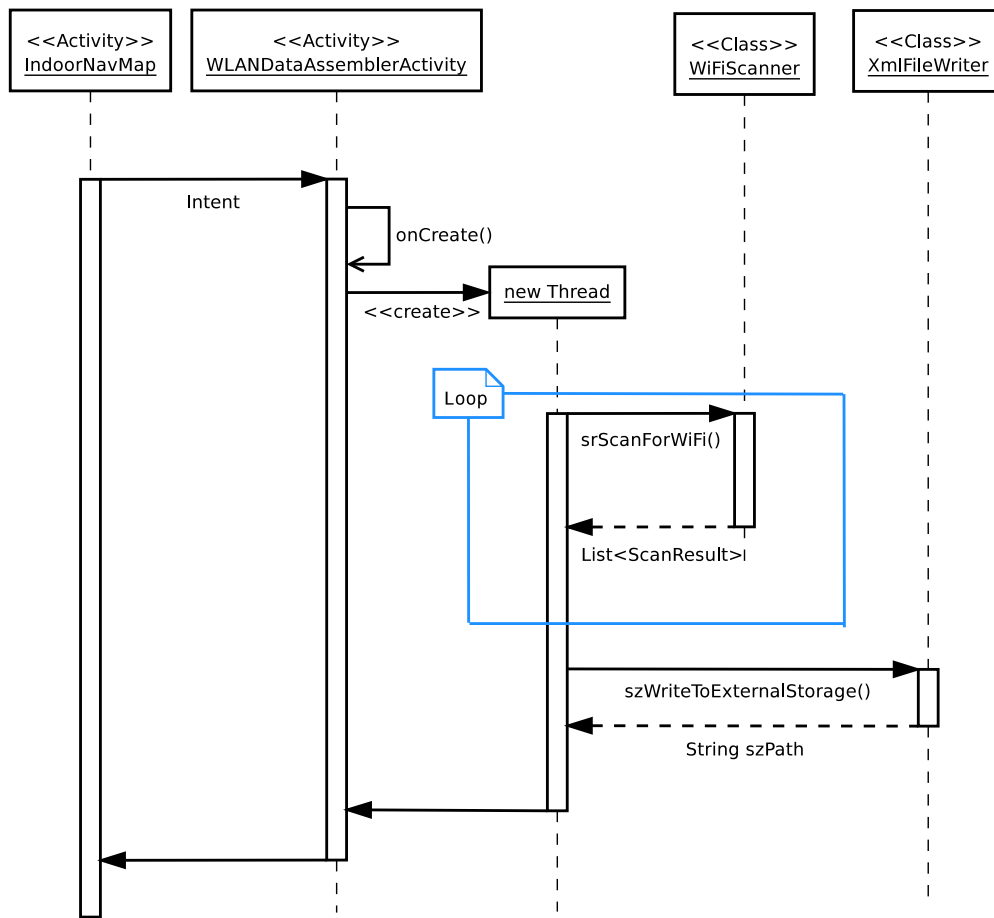 <<Activity>>
IndoorNavMap
<<Activity>>
WLANDataAssemblerActivity
<<Class>>
WiFiScanner
<<Class>>
XmlFileWriter
Intent
onCreate()
new Thread
<<create>>
Loop
srScanForWiFi()
List<ScanResult>
szWriteToExternalStorage()
String szPath